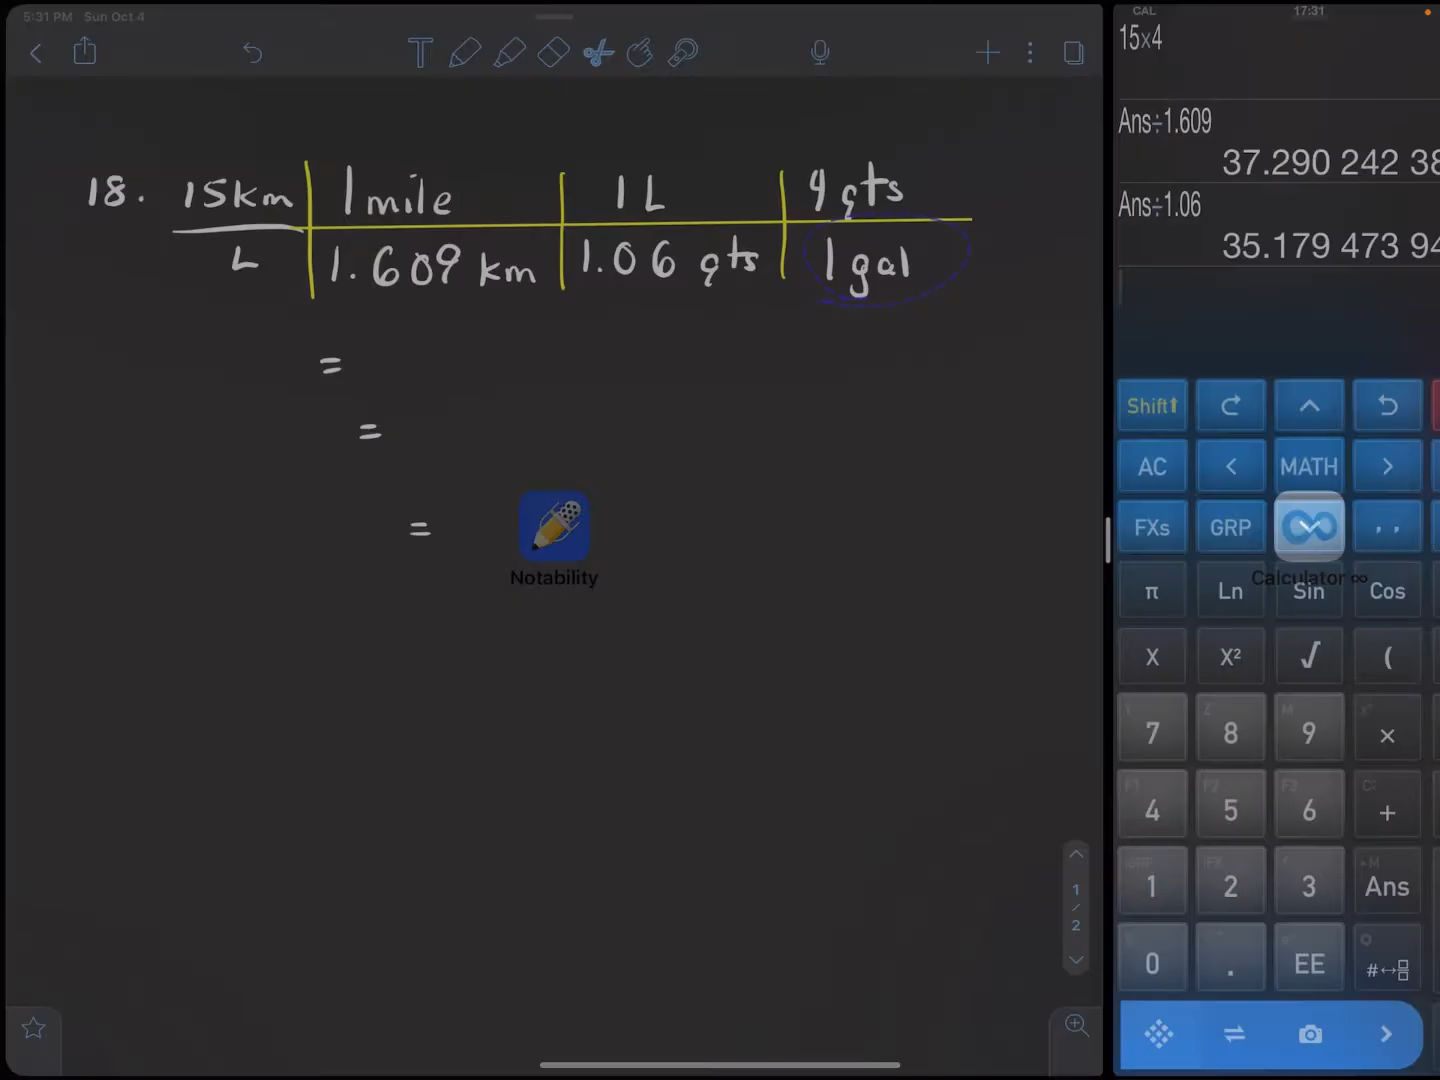 5:31 PM Sun Oct 4
18. 15km 1 mile 1 L 4 qts
L 1.609 km 1.06 qts 1 gal
=
=
=
Notability
1
/
2
CAL 17:31
15×4
Ans÷1.609
37.290 242 38
Ans÷1.06
35.179 473 94
Shift
AC < MATH >
FXs GRP , ,
Calculator ∞
π Ln Sin Cos
X X² √ (
7 8 9 ×
4 5 6 +
1 2 3 Ans
0 . EE #↔